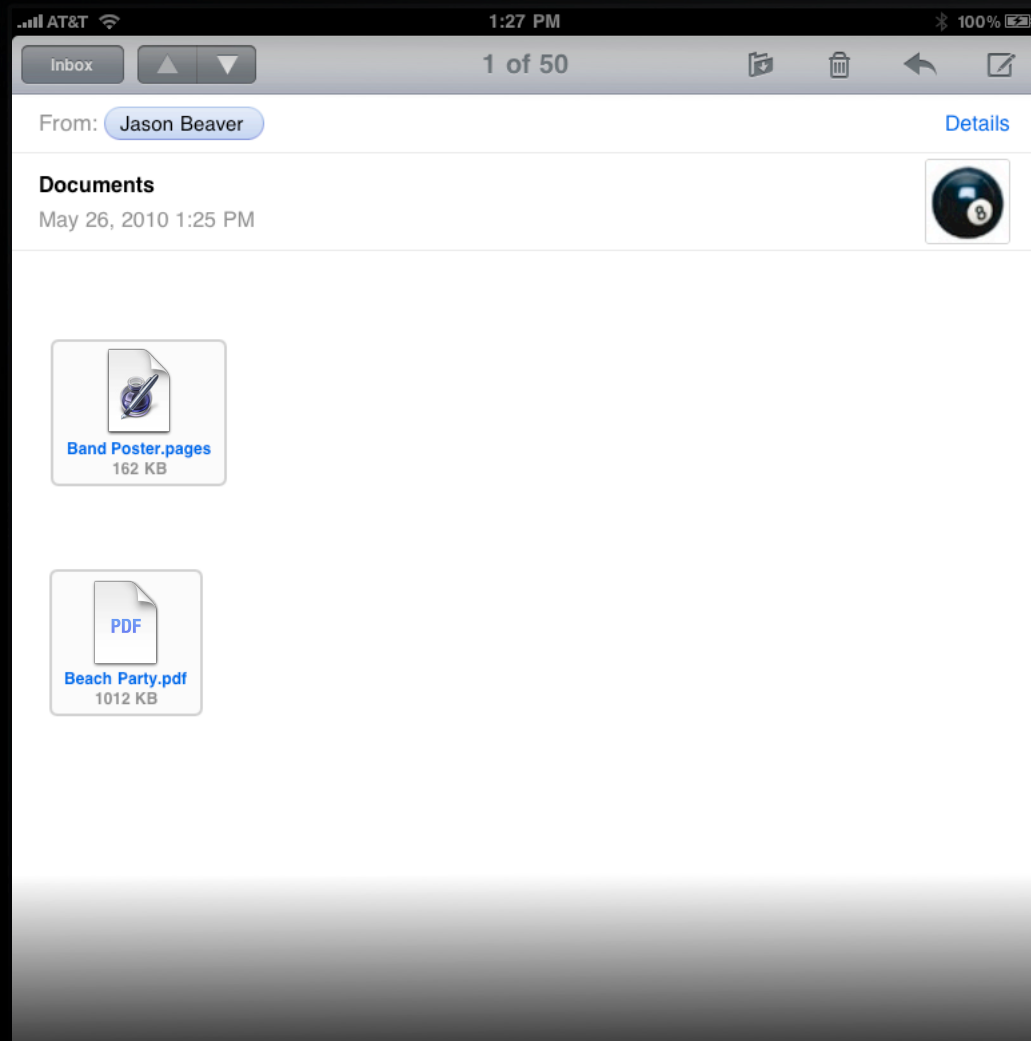 AT&T 1:27 PM 100%
Inbox 1 of 50
From: Jason Beaver Details
Documents
May 26, 2010 1:25 PM
8
Band Poster.pages
162 KB
PDF
Beach Party.pdf
1012 KB